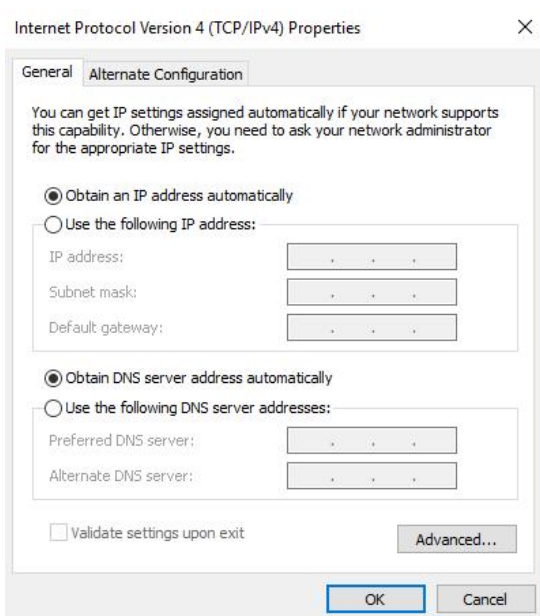 Internet Protocol Version 4 (TCP/IPv4) Properties
General Alternate Configuration
You can get IP settings assigned automatically if your network supports
this capability. Otherwise, you need to ask your network administrator
for the appropriate IP settings.
Obtain an IP address automatically
Use the following IP address:
IP address:
Subnet mask:
Default gateway:
Obtain DNS server address automatically
Use the following DNS server addresses:
Preferred DNS server:
Alternate DNS server:
Validate settings upon exit
Advanced...
OK Cancel